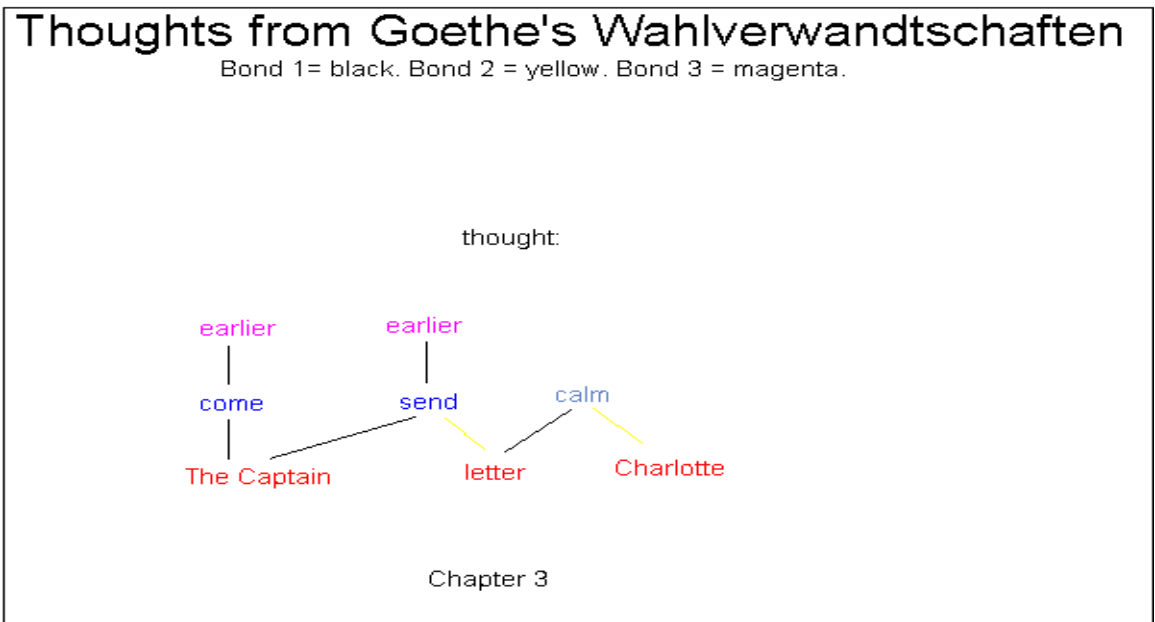 Thoughts from Goethe's Wahlverwandtschaften
Bond 1= black. Bond 2 = yellow. Bond 3 = magenta.
thought:
earlier earlier
come send calm
The Captain letter Charlotte
Chapter 3